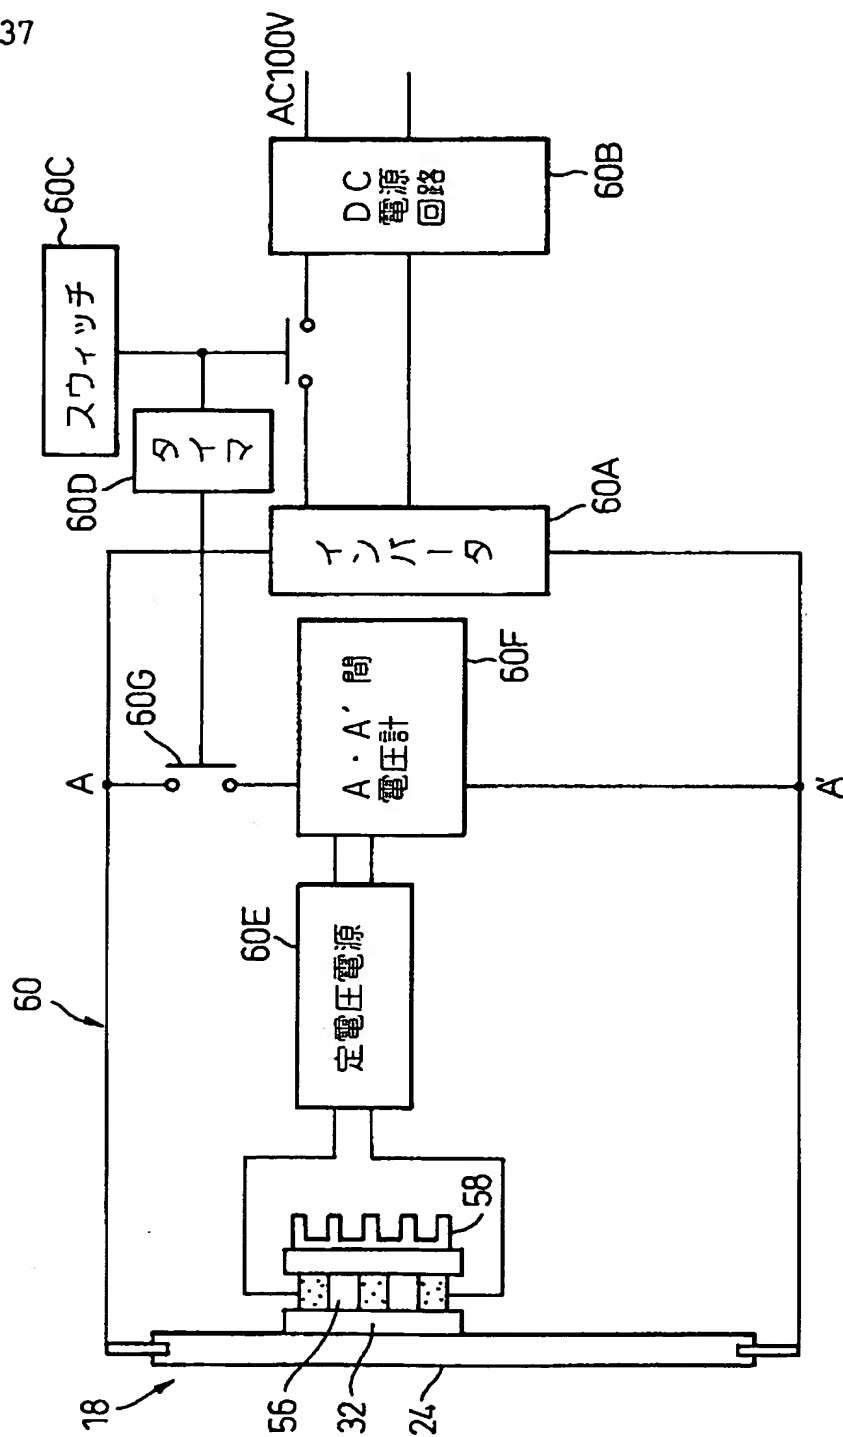 37
60
18
56
32
24
58
60E
定電圧電源
A・A'間
電圧計
60F
A
A'
60G
60D
タイマ
60C
スウィッチ
インバータ
60A
DC
電源
回路
60B
AC100V